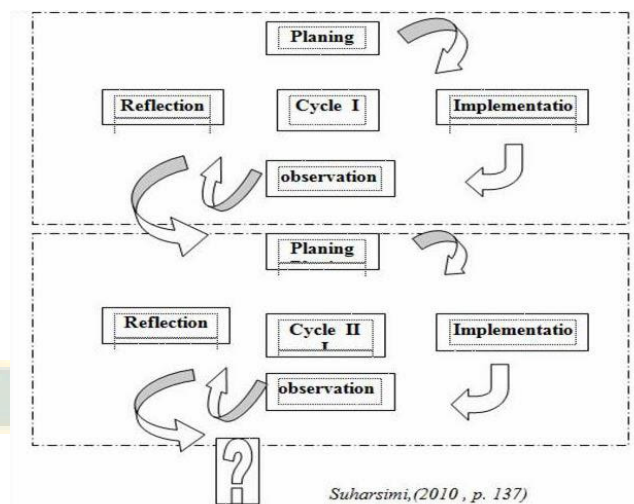 Planing
Reflection
Cycle I
Implementatio
observation
Planing
Reflection
Cycle II
I
Implementatio
observation
?
Suharsimi,(2010 , p. 137)